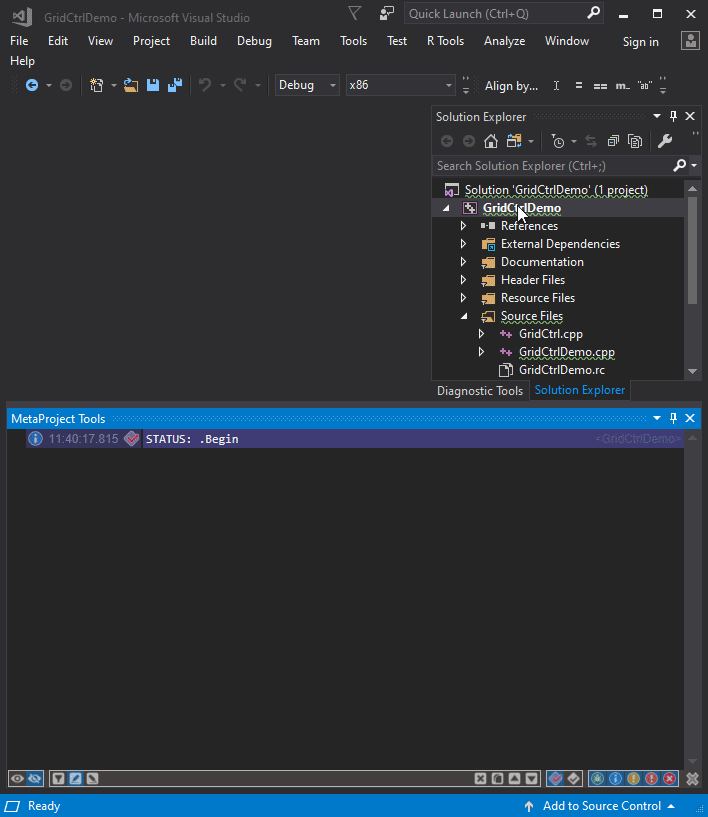 GridCtrlDemo - Microsoft Visual Studio
Quick Launch (Ctrl+Q)
File Edit View Project Build Debug Team Tools Test R Tools Analyze Window Sign in
Help
Debug x86 Align by...
Solution Explorer
Search Solution Explorer (Ctrl+;)
Solution 'GridCtrlDemo' (1 project)
GridCtrlDemo
References
External Dependencies
Documentation
Header Files
Resource Files
Source Files
GridCtrl.cpp
GridCtrlDemo.cpp
GridCtrlDemo.rc
Diagnostic Tools Solution Explorer
MetaProject Tools
11:40:17.815 STATUS: .Begin <GridCtrlDemo>
Ready Add to Source Control